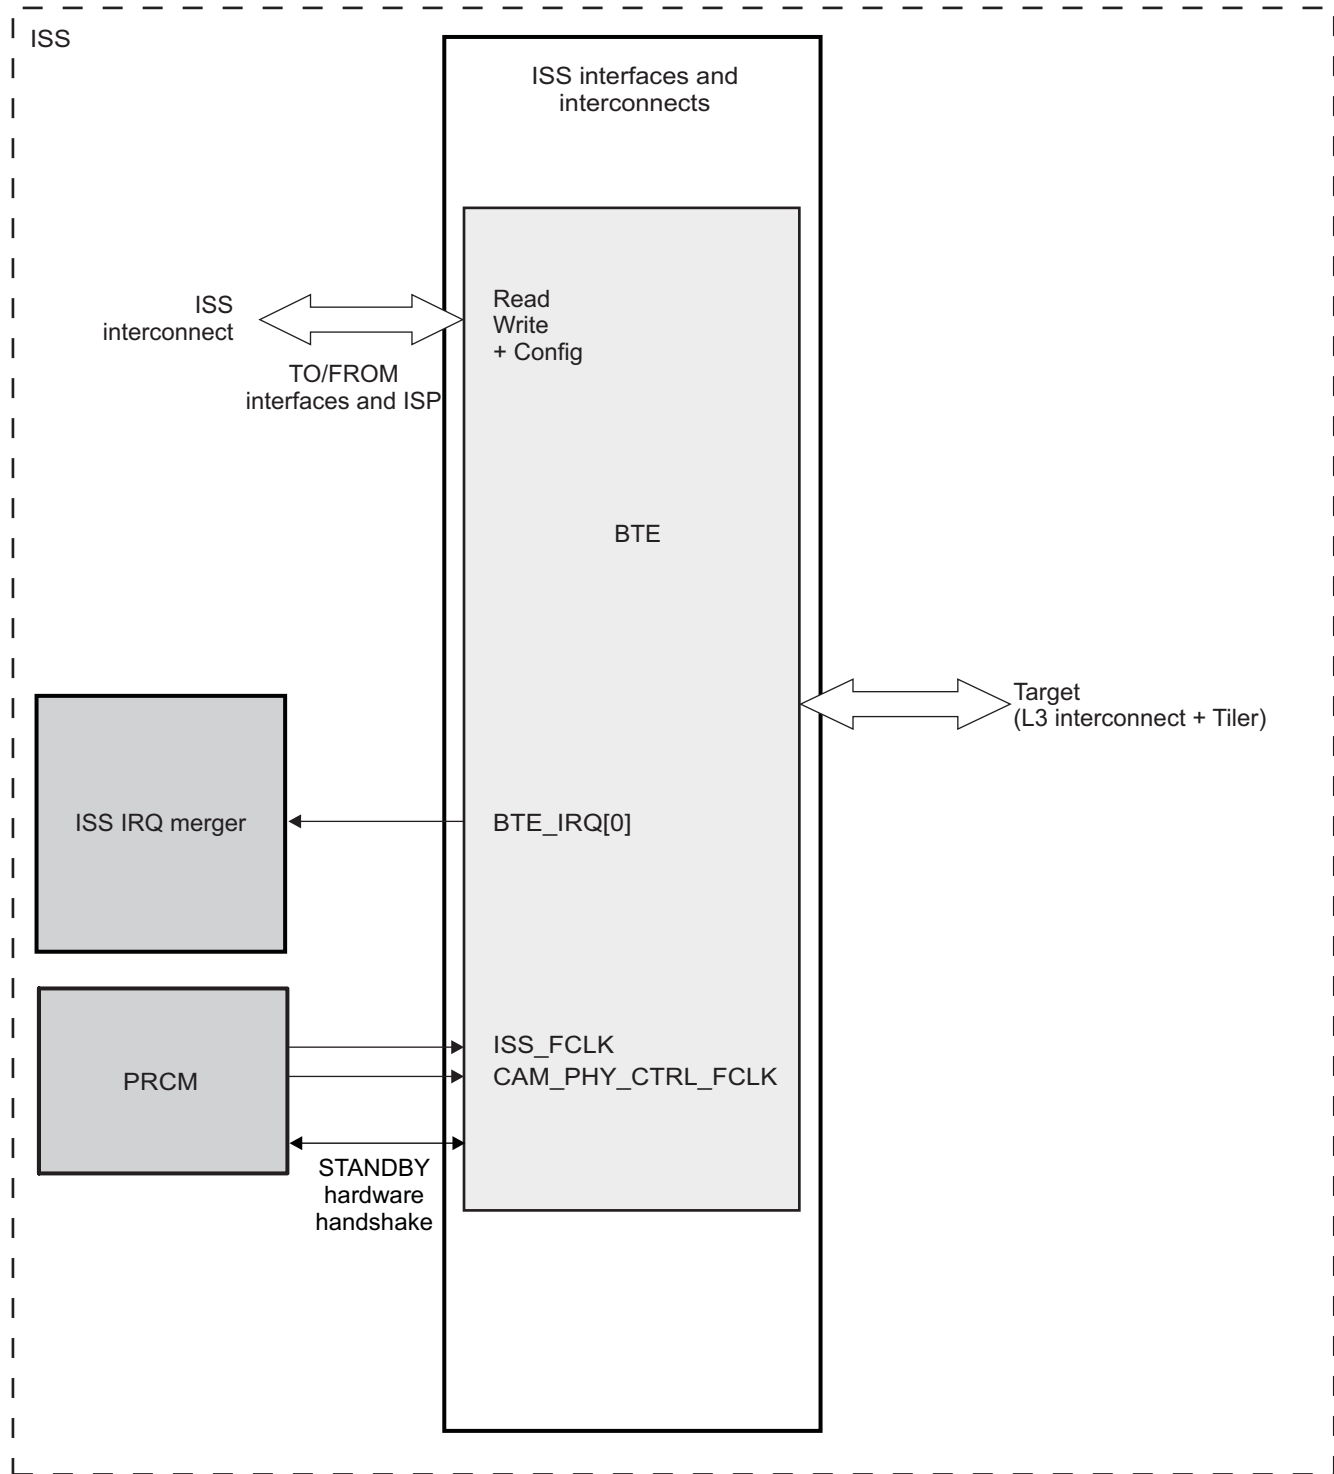 ISS
ISS interfaces and
interconnects
ISS
interconnect
Read
Write
+ Config
TO/FROM
interfaces and ISP
BTE
Target
(L3 interconnect + Tiler)
ISS IRQ merger
BTE_IRQ[0]
PRCM
ISS_FCLK
CAM_PHY_CTRL_FCLK
STANDBY
hardware
handshake